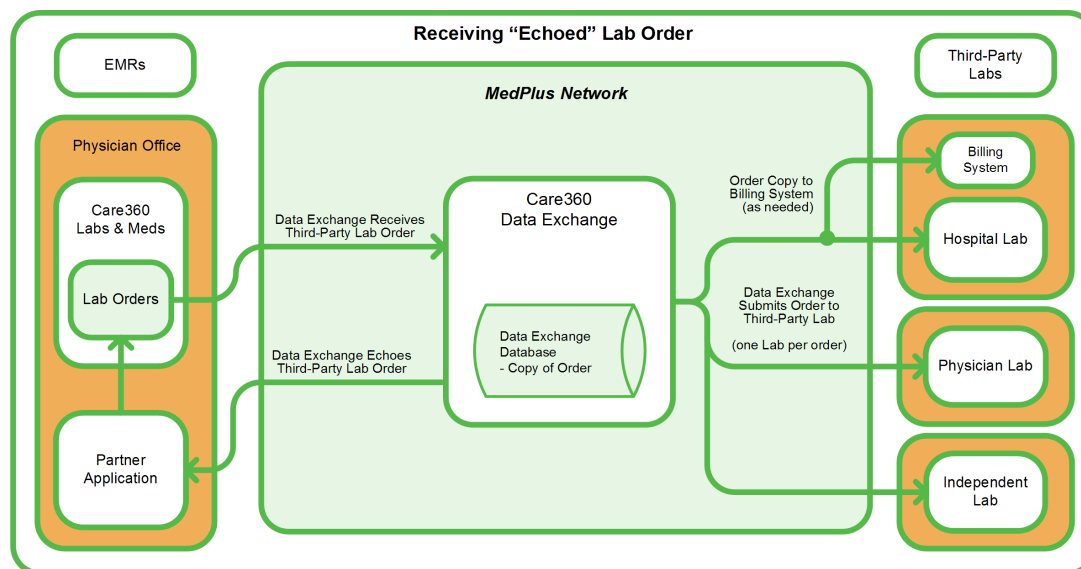 Receiving “Echoed” Lab Order
EMRs
Third-Party
Labs
MedPlus Network
Physician Office
Care360
Labs & Meds
Lab Orders
Partner
Application
Data Exchange Receives
Third-Party Lab Order
Data Exchange Echoes
Third-Party Lab Order
Care360
Data Exchange
Data Exchange
Database
- Copy of Order
Order Copy to
Billing System
(as needed)
Data Exchange
Submits Order to
Third-Party Lab
(one Lab per order)
Billing
System
Hospital Lab
Physician Lab
Independent
Lab